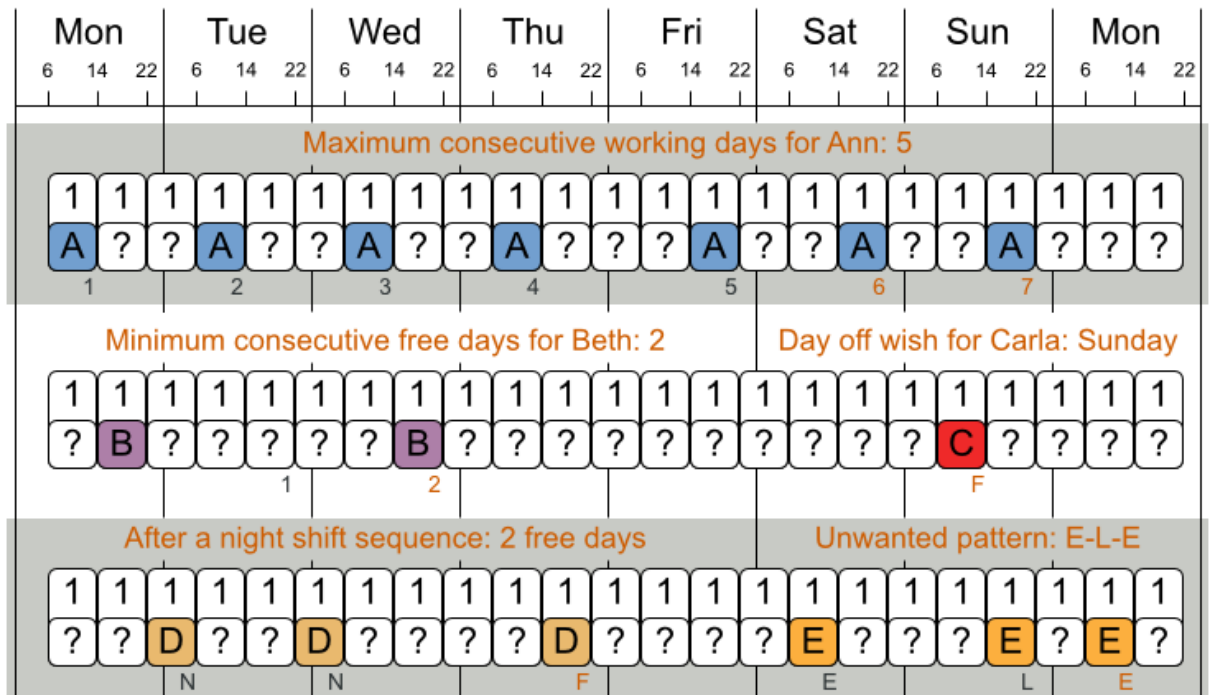 Mon Tue Wed Thu Fri Sat Sun Mon
6 14 22 6 14 22 6 14 22 6 14 22 6 14 22 6 14 22 6 14 22 6 14 22
Maximum consecutive working days for Ann: 5
1 1 1 1 1 1 1 1 1 1 1 1 1 1 1 1 1 1 1 1 1 1 1
A ? ? A ? ? A ? ? A ? ? ? A ? ? A ? ? A ? ? ?
1 2 3 4 5 6 7
Minimum consecutive free days for Beth: 2 Day off wish for Carla: Sunday
1 1 1 1 1 1 1 1 1 1 1 1 1 1 1 1 1 1 1 1 1 1 1
? B ? ? ? ? ? B ? ? ? ? ? ? ? ? ? ? C ? ? ? ?
1 2 F
After a night shift sequence: 2 free days Unwanted pattern: E-L-E
1 1 1 1 1 1 1 1 1 1 1 1 1 1 1 1 1 1 1 1 1 1 1
? ? D ? ? D ? ? ? ? D ? ? ? ? E ? ? ? E ? E ?
N N F E L E